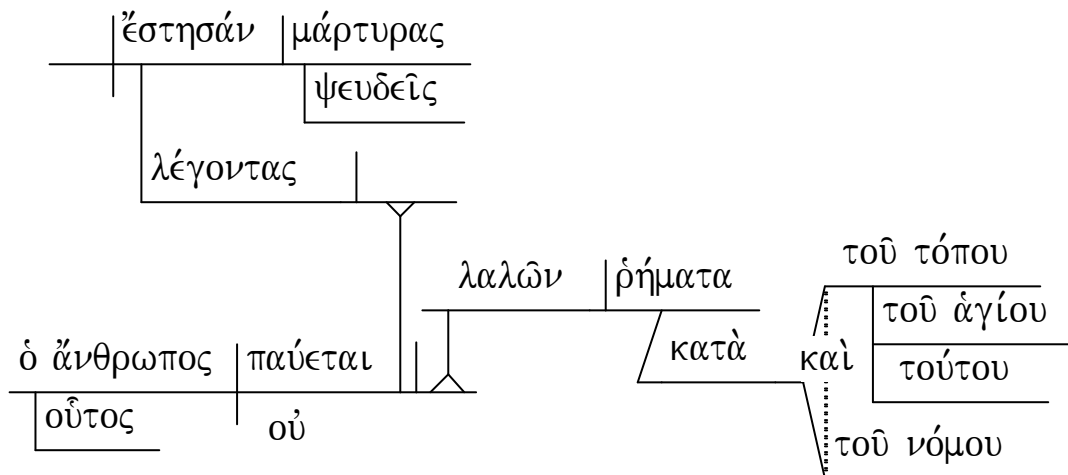 ἔστησάν μάρτυρας
ψευδεῖς
λέγοντας
τοῦ τόπου
λαλῶν ῥήματα
τοῦ ἁγίου
ὁ ἄνθρωπος παύεται κατὰ καὶ τούτου
οὗτος οὐ τοῦ νόμου